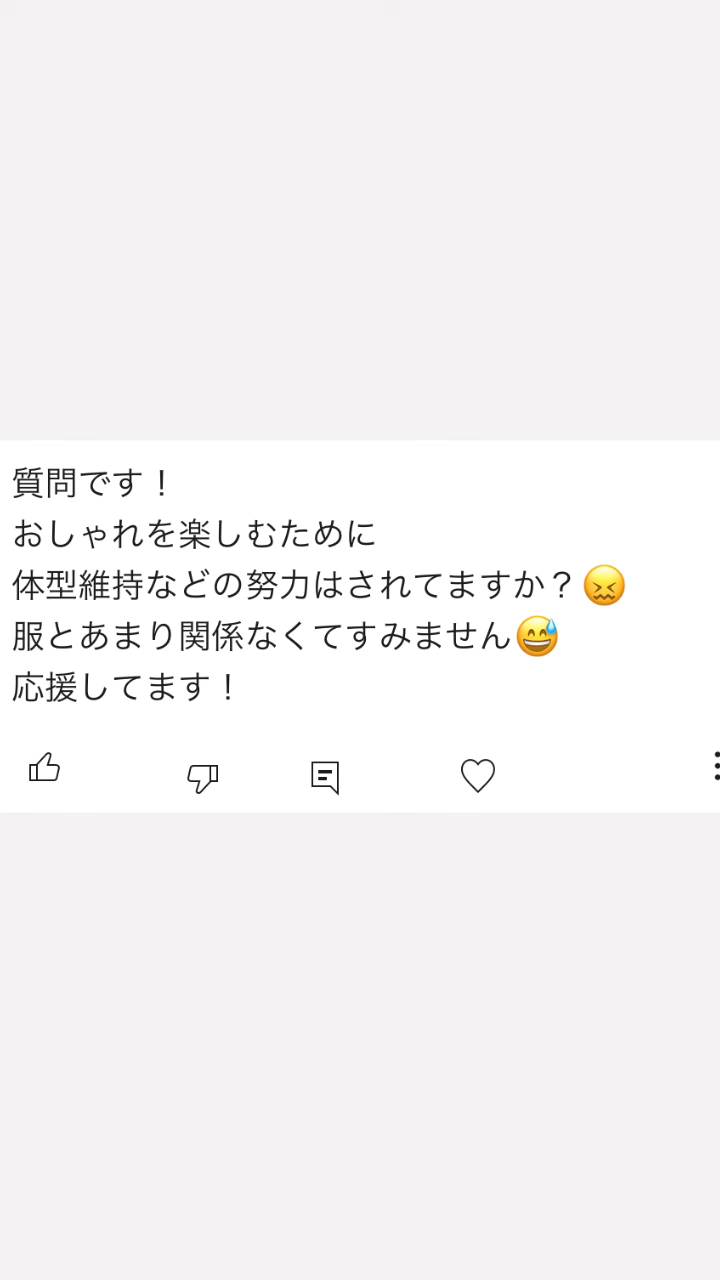 質問です！
おしゃれを楽しむために
体型維持などの努力はされてますか？😖
服とあまり関係なくてすみません😅
応援してます！